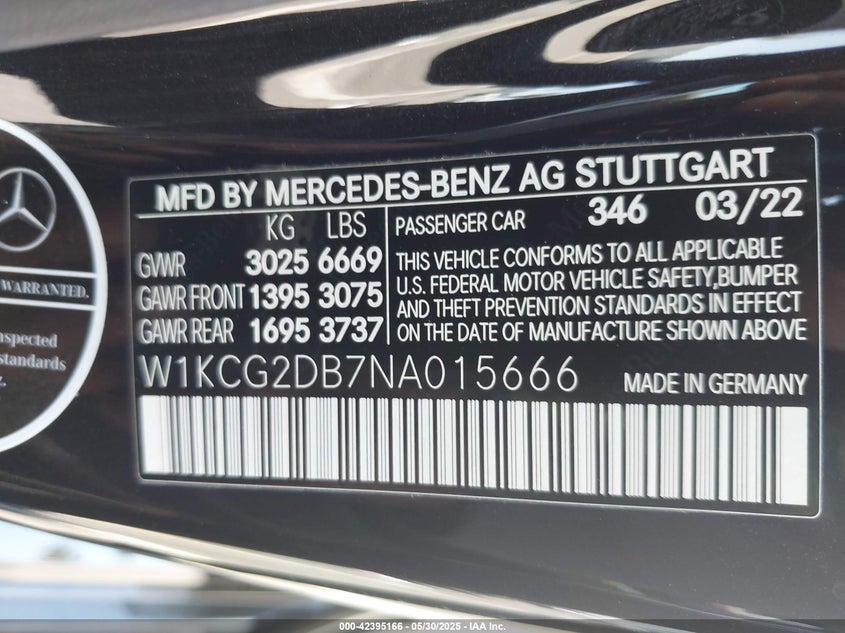 MFD BY MERCEDES-BENZ AG STUTTGART
KG LBS
GVWR 3025 6669
GAWR FRONT 1395 3075
GAWR REAR 1695 3737
PASSENGER CAR 346 03/22
THIS VEHICLE CONFORMS TO ALL APPLICABLE
U.S. FEDERAL MOTOR VEHICLE SAFETY,BUMPER
AND THEFT PREVENTION STANDARDS IN EFFECT
ON THE DATE OF MANUFACTURE SHOWN ABOVE
W1KCG2DB7NA015666 MADE IN GERMANY
WARRANTED.
nspected
standards
000-42395166 - 05/30/2025 - IAA Inc.